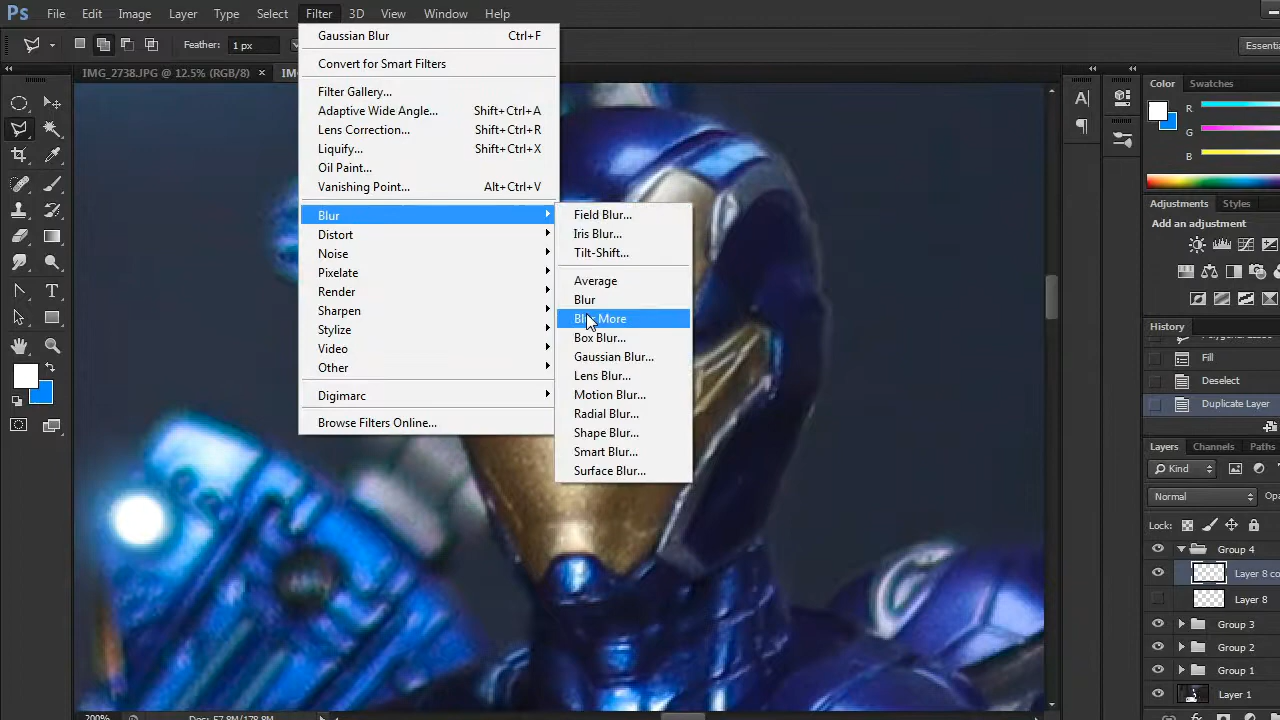 Ps File Edit Image Layer Type Select Filter 3D View Window Help
Feather: 1 px
IMG_2738.JPG @ 12.5% (RGB/8) ×
Gaussian Blur Ctrl+F
Convert for Smart Filters
Filter Gallery...
Adaptive Wide Angle... Shift+Ctrl+A
Lens Correction... Shift+Ctrl+R
Liquify... Shift+Ctrl+X
Oil Paint...
Vanishing Point... Alt+Ctrl+V
Blur
Distort
Noise
Pixelate
Render
Sharpen
Stylize
Video
Other
Digimarc
Browse Filters Online...
Field Blur...
Iris Blur...
Tilt-Shift...
Average
Blur
Blur More
Box Blur...
Gaussian Blur...
Lens Blur...
Motion Blur...
Radial Blur...
Shape Blur...
Smart Blur...
Surface Blur...
Color Swatches
R
G
B
Adjustments Styles
Add an adjustment
History
Fill
Deselect
Duplicate Layer
Layers Channels Paths
Kind
Normal
Lock:
Group 4
Layer 8 co
Layer 8
Group 3
Group 2
Group 1
Layer 1
200% Doc: 57.8M/178.8M